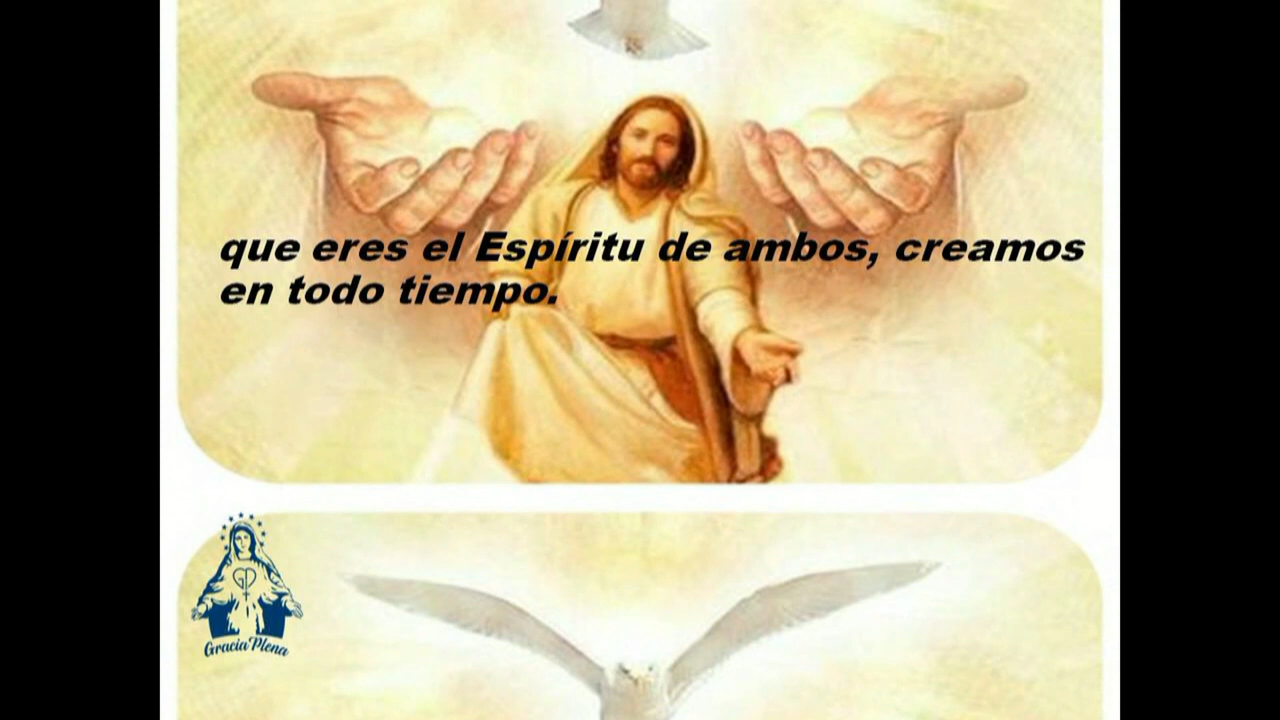 que eres el Espíritu de ambos, creamos
en todo tiempo.
Gracia Plena